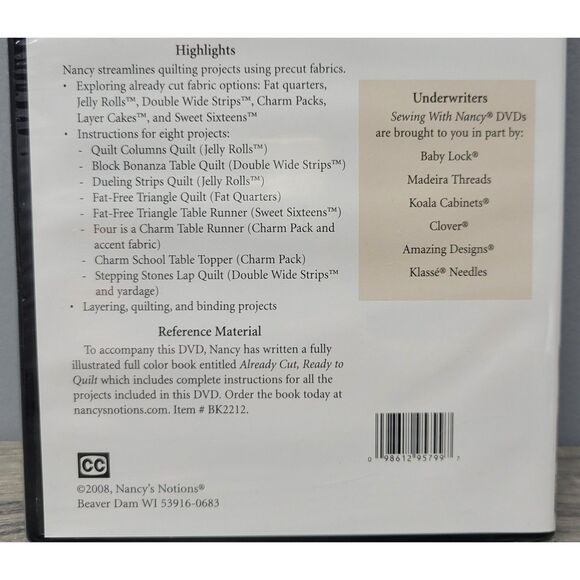 Highlights
Nancy streamlines quilting projects using precut fabrics.
• Exploring already cut fabric options: Fat quarters,
Jelly Rolls™, Double Wide Strips™, Charm Packs,
Layer Cakes™, and Sweet Sixteens™
• Instructions for eight projects:
- Quilt Columns Quilt (Jelly Rolls™)
- Block Bonanza Table Quilt (Double Wide Strips™)
- Dueling Strips Quilt (Jelly Rolls™)
- Fat-Free Triangle Quilt (Fat Quarters)
- Fat-Free Triangle Table Runner (Sweet Sixteens™)
- Four is a Charm Table Runner (Charm Pack and
accent fabric)
- Charm School Table Topper (Charm Pack)
- Stepping Stones Lap Quilt (Double Wide Strips™
and yardage)
• Layering, quilting, and binding projects
Reference Material
To accompany this DVD, Nancy has written a fully
illustrated full color book entitled Already Cut, Ready to
Quilt which includes complete instructions for all the
projects included in this DVD. Order the book today at
nancysnotions.com. Item # BK2212.
CC
©2008, Nancy's Notions®
Beaver Dam WI 53916-0683
Underwriters
Sewing With Nancy® DVDs
are brought to you in part by:
Baby Lock®
Madeira Threads
Koala Cabinets®
Clover®
Amazing Designs®
Klassé® Needles
0 98612 95799 7